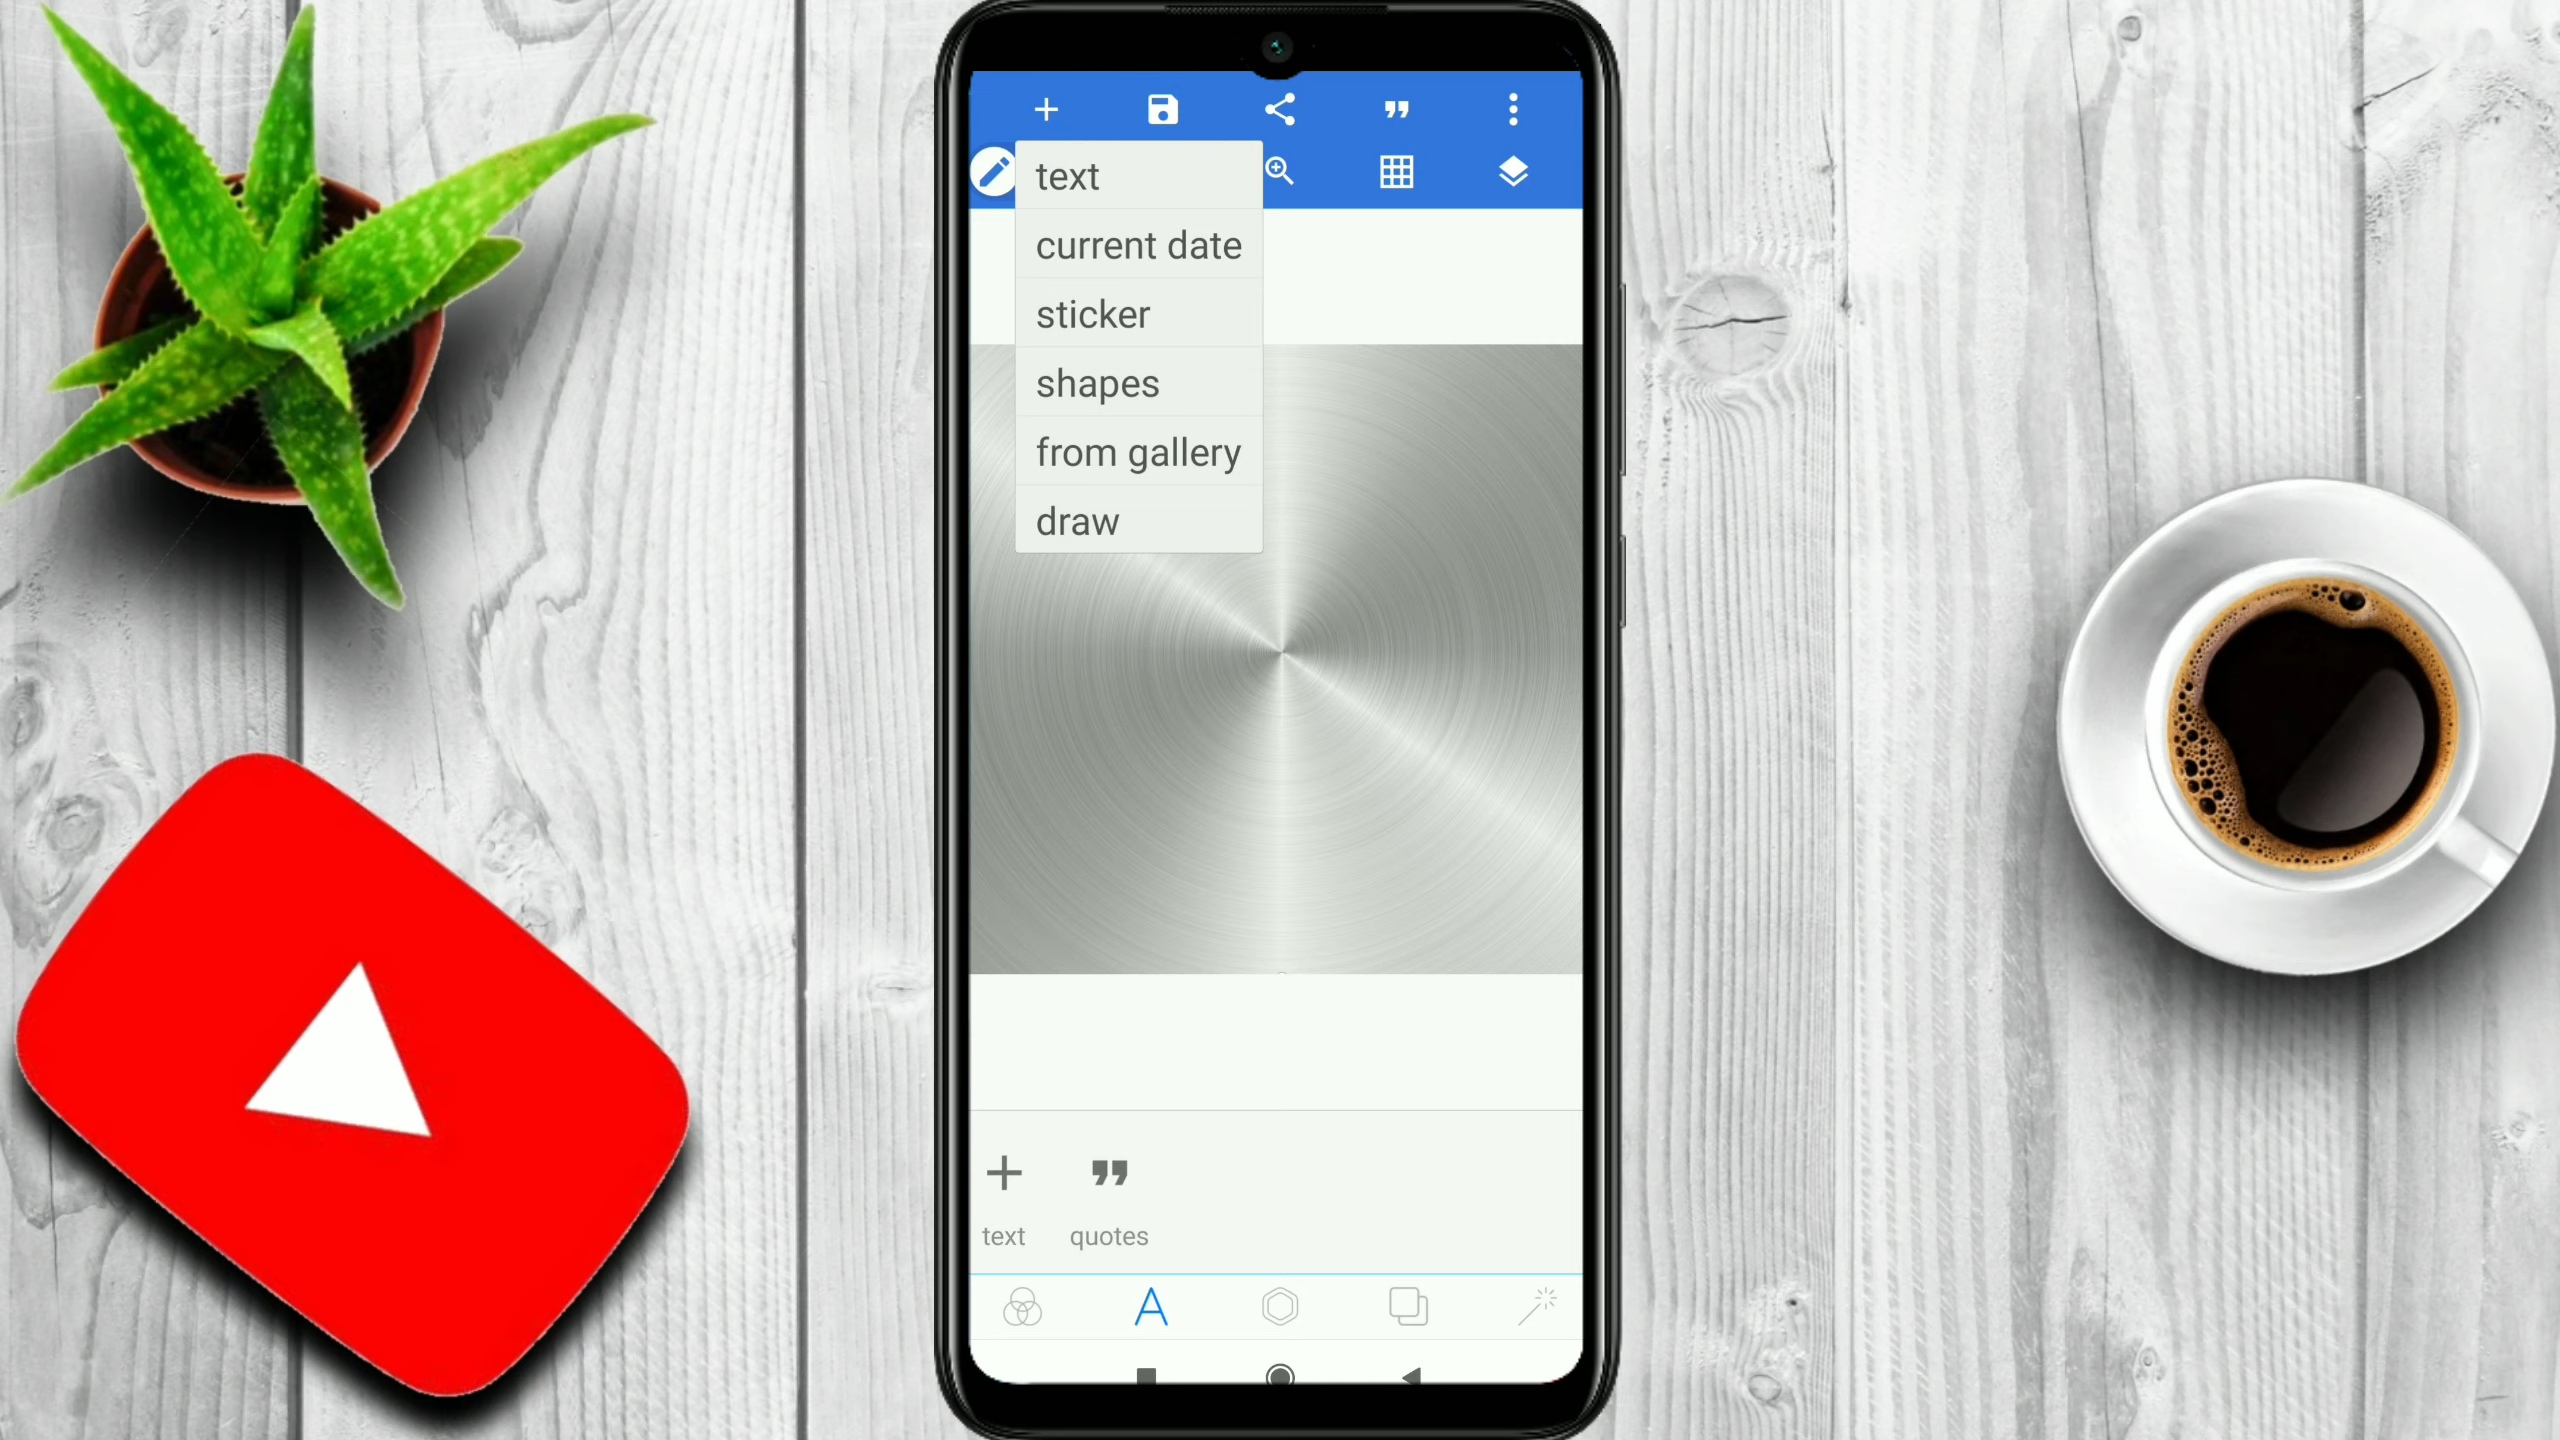 text
current date
sticker
shapes
from gallery
draw
text
quotes